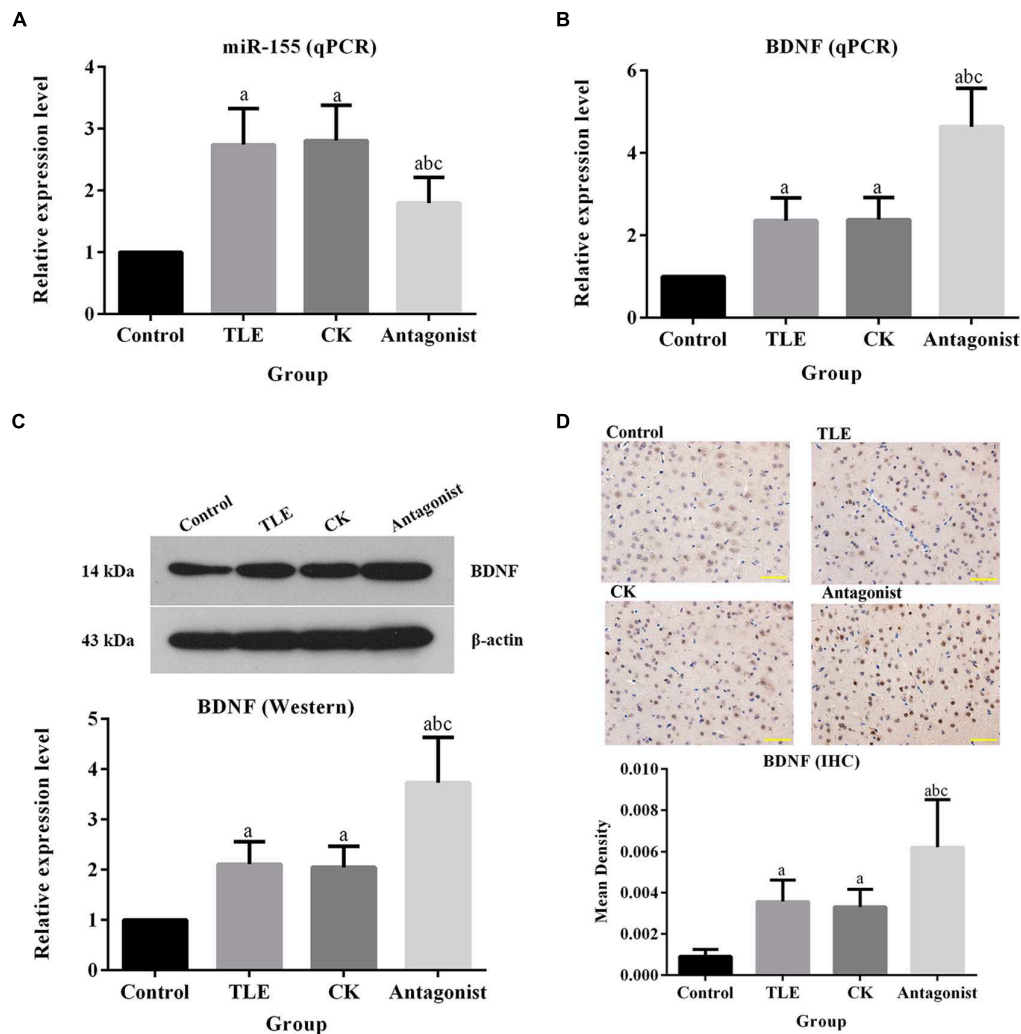 A
miR-155 (qPCR)
Relative expression level
4
3
2
1
0
a
a
abc
Control TLE CK Antagonist
Group
B
BDNF (qPCR)
Relative expression level
6
4
2
0
a
a
abc
Control TLE CK Antagonist
Group
C
Control TLE CK Antagonist
14 kDa BDNF
43 kDa β-actin
BDNF (Western)
Relative expression level
5
4
3
2
1
0
a
a
abc
Control TLE CK Antagonist
Group
D
Control TLE
CK Antagonist
BDNF (IHC)
Mean Density
0.010
0.008
0.006
0.004
0.002
0.000
a
a
abc
Control TLE CK Antagonist
Group